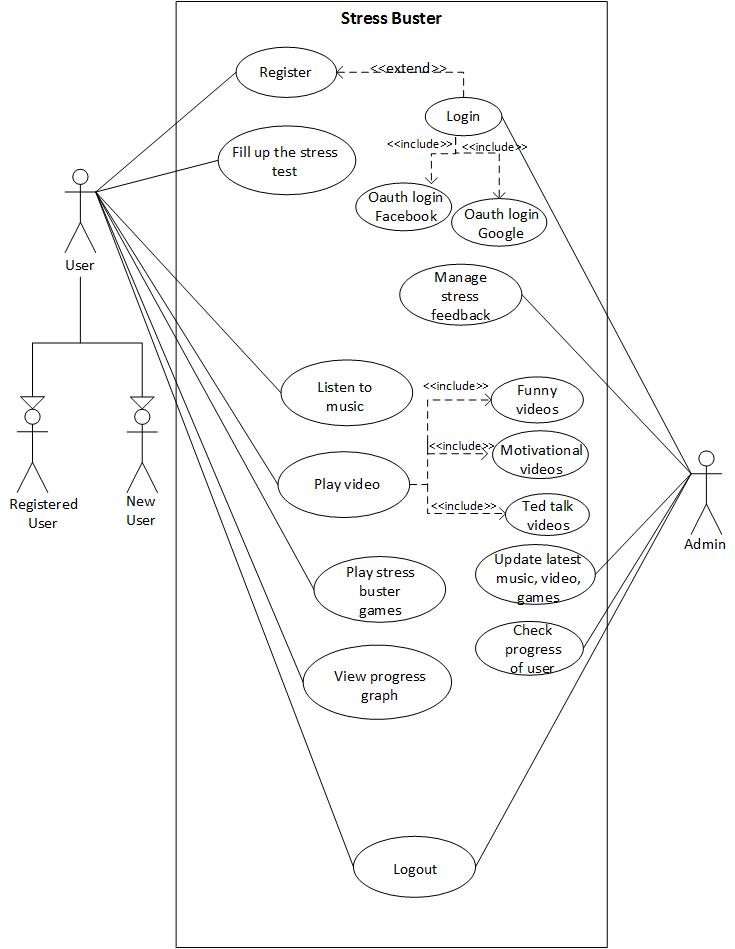 Stress Buster
Register
<<extend>>
Login
<<include>>
<<include>>
Fill up the stress
test
Oauth login
Facebook
Oauth login
Google
User
Manage
stress
feedback
Listen to
music
<<include>>
Funny
videos
<<include>>
Motivational
videos
Play video
<<include>>
Ted talk
videos
Registered
User
New
User
Admin
Play stress
buster
games
Update latest
music, video,
games
Check
progress
of user
View progress
graph
Logout